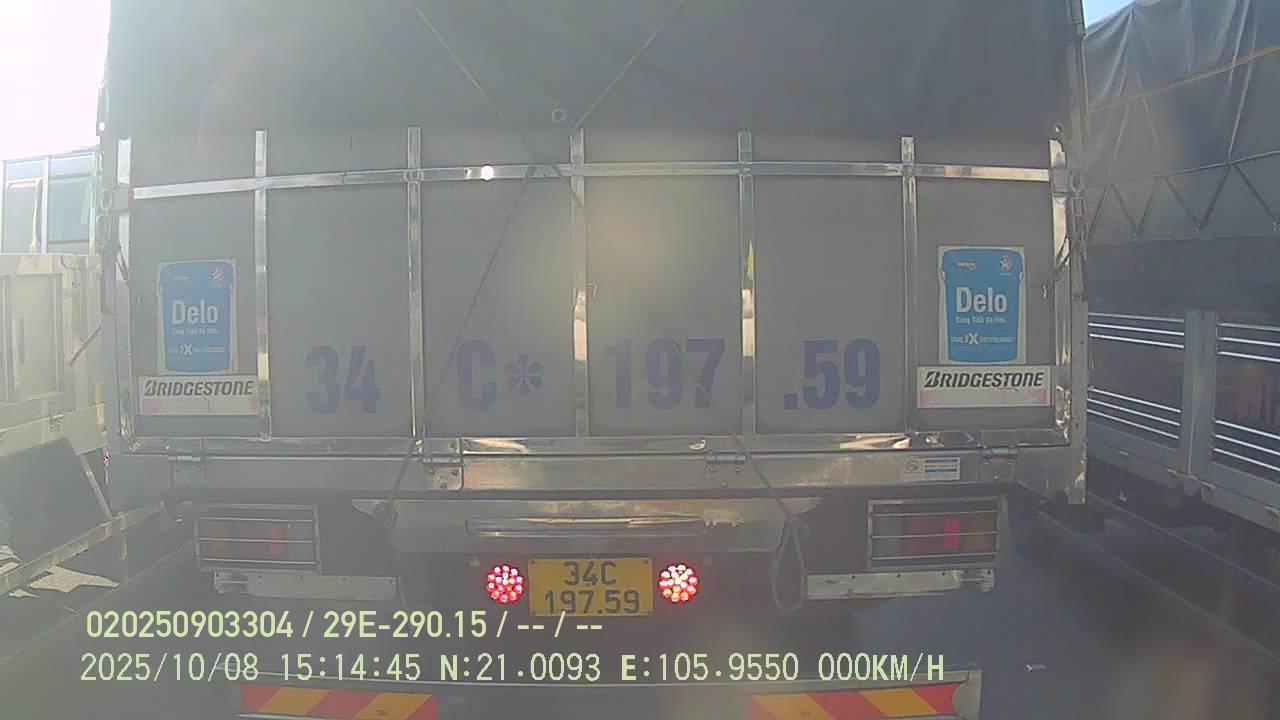 Delo
BRIDGESTONE
34 C* 197 .59
Delo
BRIDGESTONE
34C
197.59
020250903304 / 29E-290.15 / -- / --
2025/10/08 15:14:45 N:21.0093 E:105.9550 000KM/H